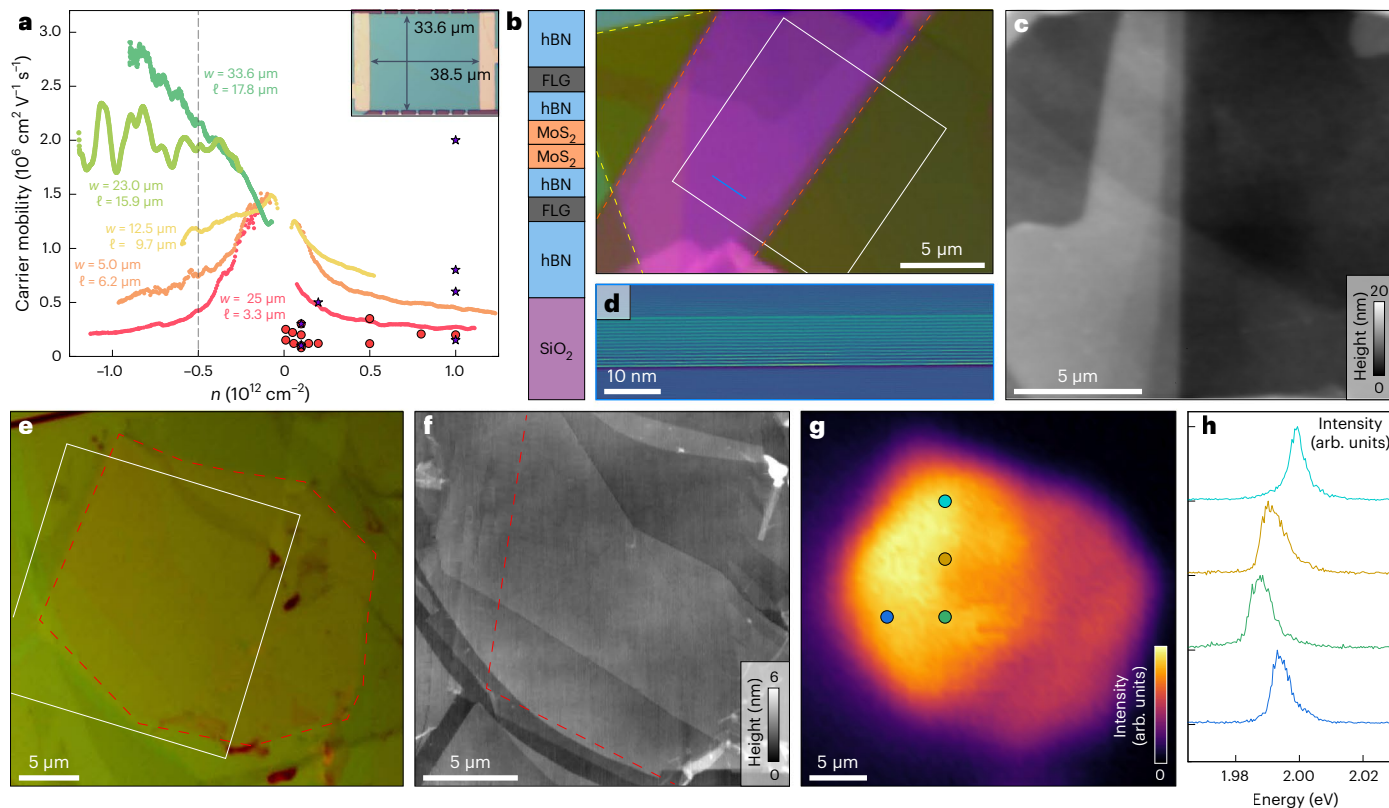 a
3.0
2.5
2.0
1.5
1.0
0.5
0
Carrier mobility (10⁶ cm² V⁻¹ s⁻¹)
w = 33.6 µm
ℓ = 17.8 µm
w = 23.0 µm
ℓ = 15.9 µm
w = 12.5 µm
ℓ = 9.7 µm
w = 5.0 µm
ℓ = 6.2 µm
w = 25 µm
ℓ = 3.3 µm
33.6 µm
38.5 µm
−1.0
−0.5
0
0.5
1.0
n (10¹² cm⁻²)
b
hBN
FLG
hBN
MoS₂
MoS₂
hBN
FLG
hBN
SiO₂
5 µm
c
5 µm
Height (nm)
20
0
d
10 nm
e
5 µm
f
5 µm
Height (nm)
6
0
g
5 µm
Intensity
(arb. units)
0
h
Intensity
(arb. units)
1.98
2.00
2.02
Energy (eV)